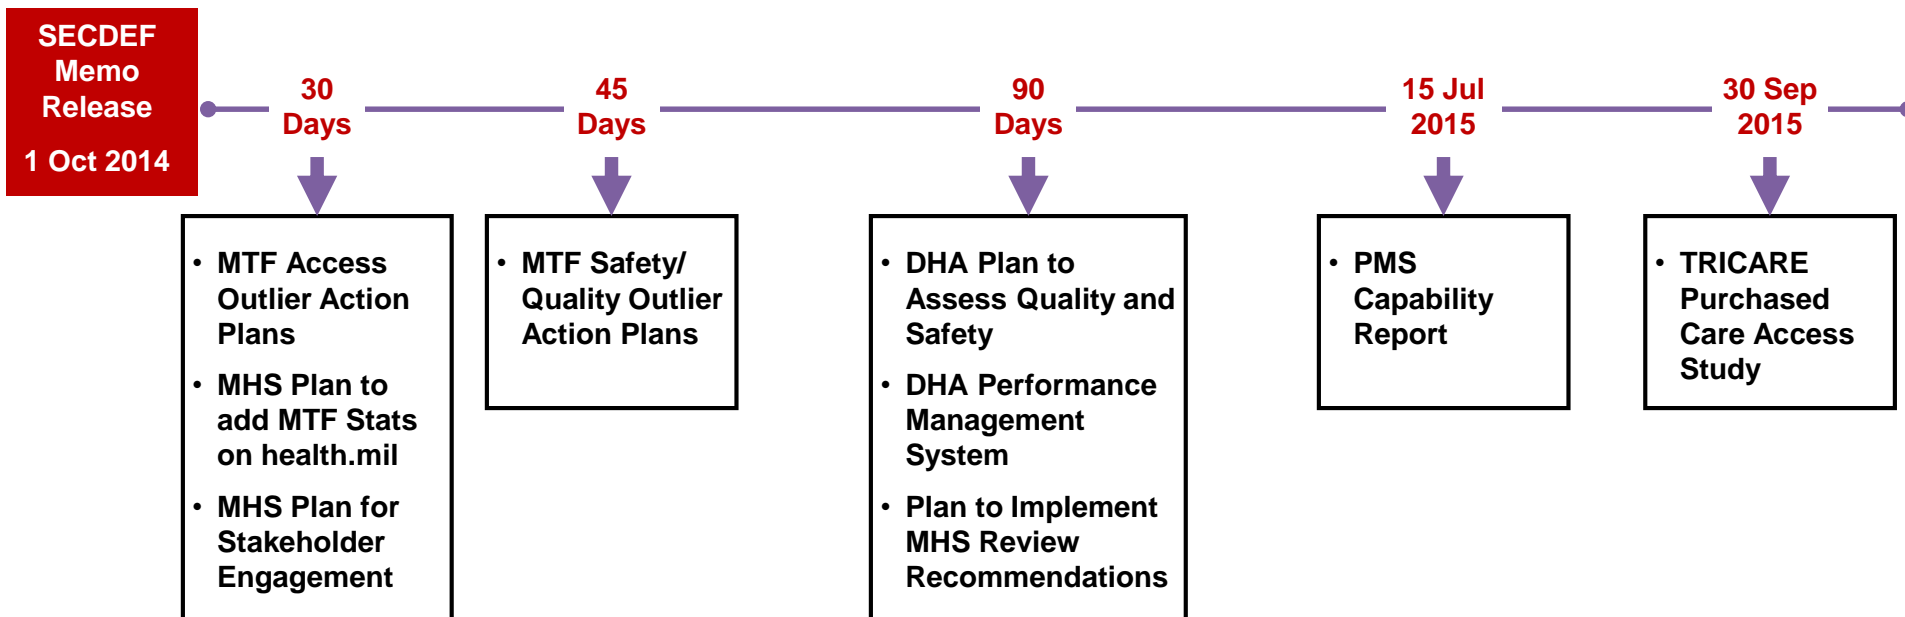 SECDEF
Memo
Release
1 Oct 2014
30
Days
45
Days
90
Days
15 Jul
2015
30 Sep
2015
• MTF Access
Outlier Action
Plans
• MHS Plan to
add MTF Stats
on health.mil
• MHS Plan for
Stakeholder
Engagement
• MTF Safety/
Quality Outlier
Action Plans
• DHA Plan to
Assess Quality and
Safety
• DHA Performance
Management
System
• Plan to Implement
MHS Review
Recommendations
• PMS
Capability
Report
• TRICARE
Purchased
Care Access
Study